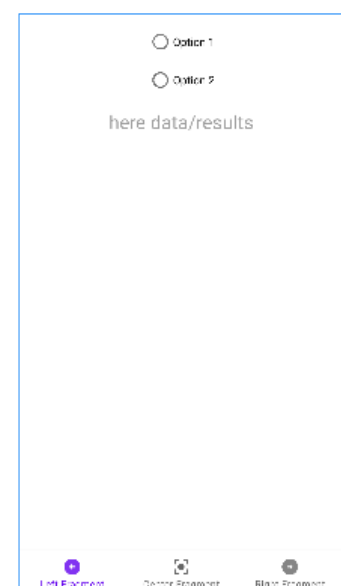 Option 1
Option 2
here data/results
Left Fragment
Center Fragment
Right Fragment